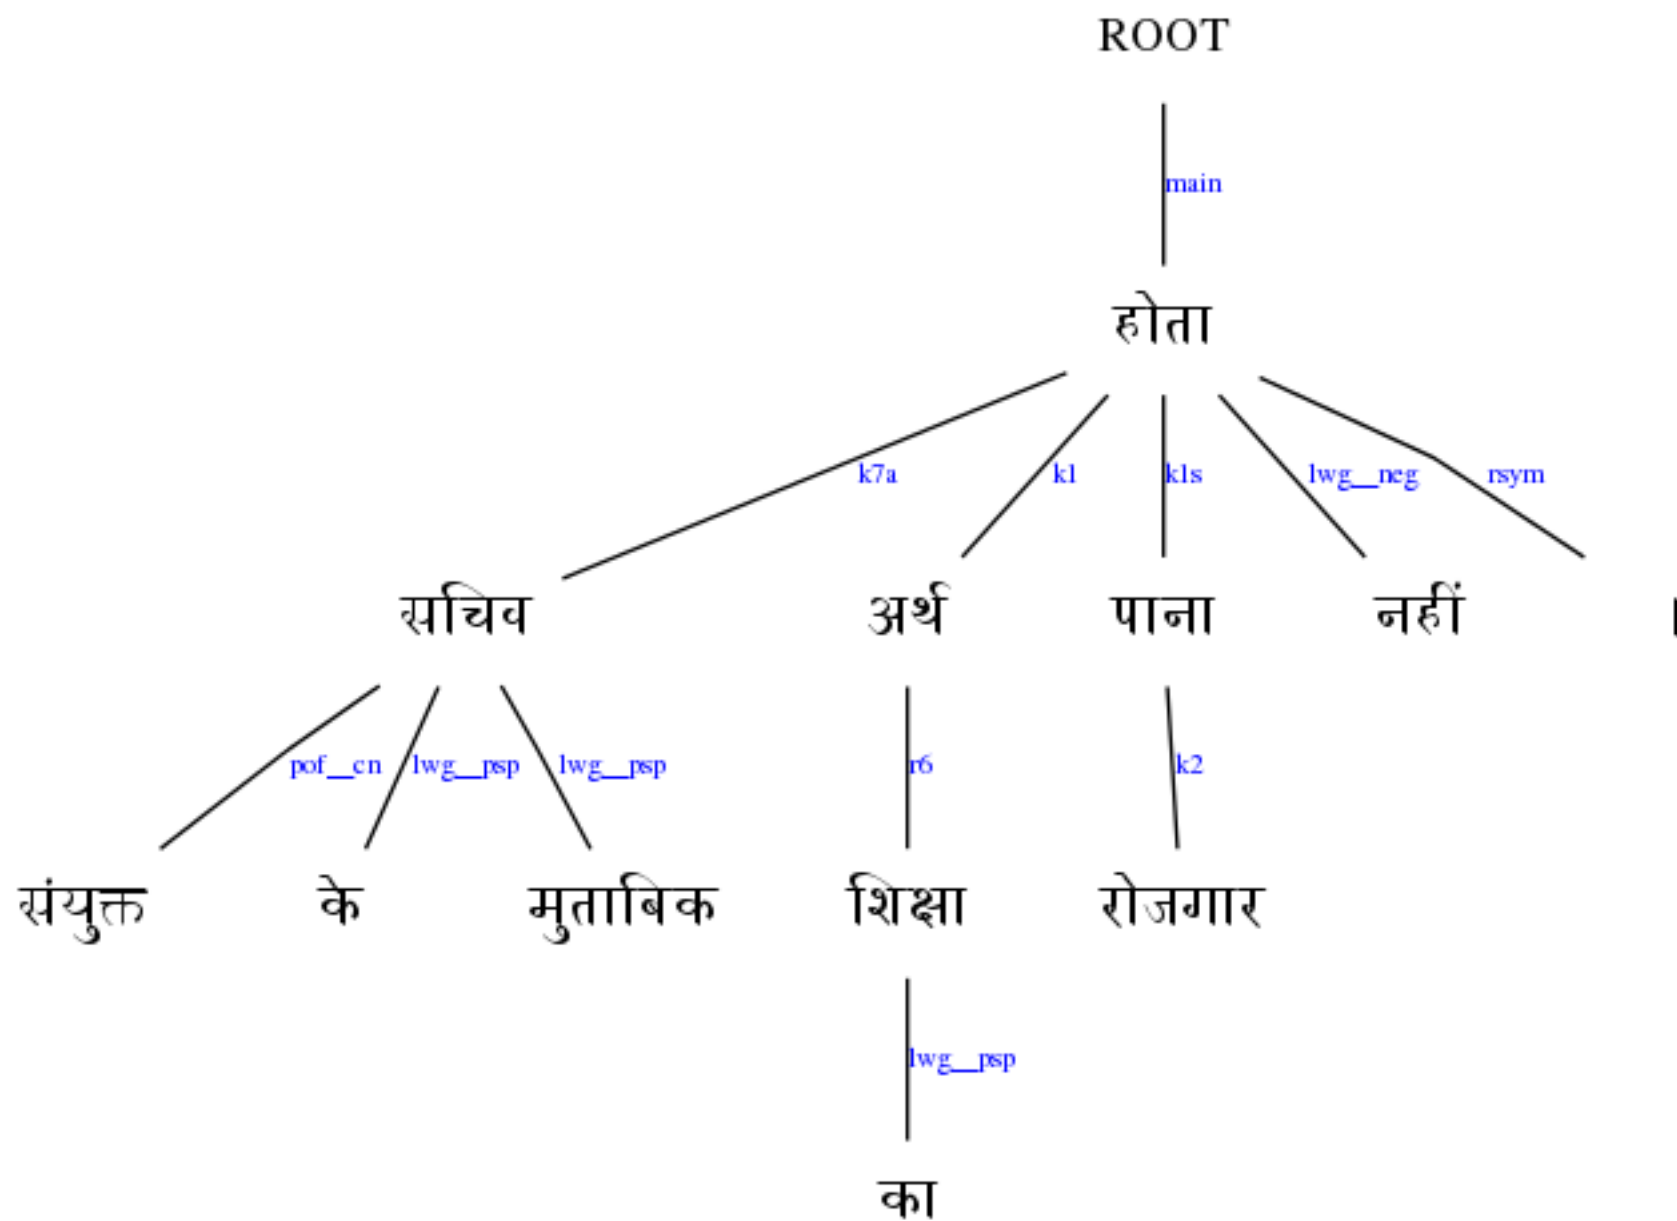 ROOT
main
होता
k7a k1 k1s lwg__neg rsym
सचिव अर्थ पाना नहीं ।
pof__cn lwg__psp lwg__psp r6 k2
संयुक्त के मुताबिक शिक्षा रोजगार
lwg__psp
का